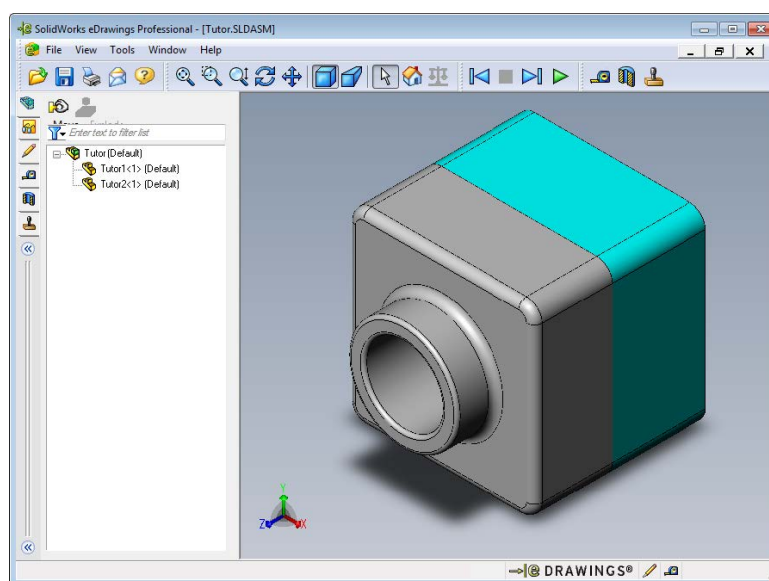 SolidWorks eDrawings Professional - [Tutor.SLDASM]
File View Tools Window Help
Enter text to filter list
Tutor (Default)
Tutor1<1> (Default)
Tutor2<1> (Default)
Y
Z
X
DRAWINGS®